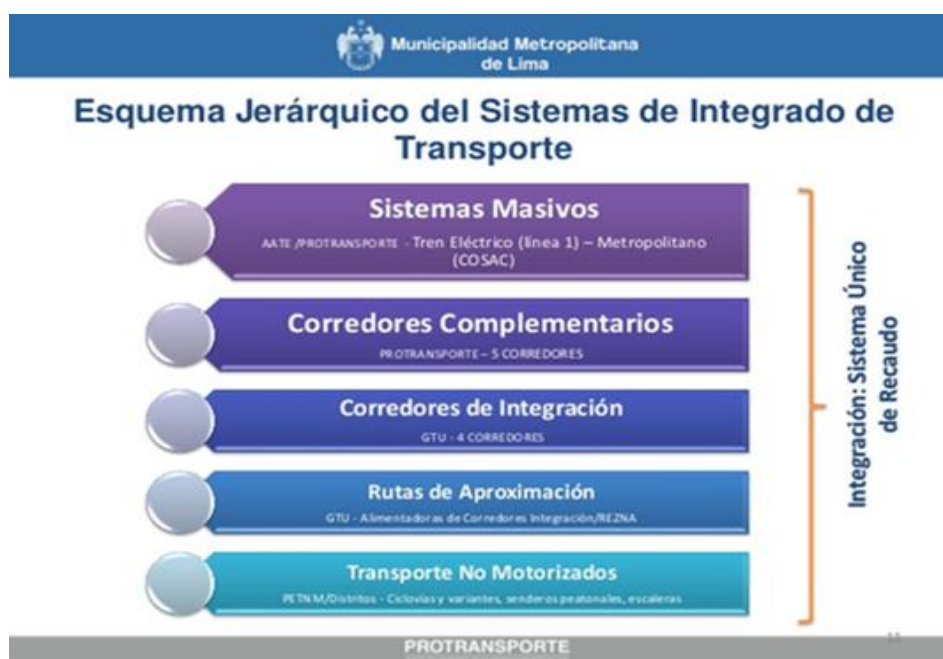 Municipalidad Metropolitana
de Lima
Esquema Jerárquico del Sistemas de Integrado de
Transporte
Sistemas Masivos
AATE /PROTRANSPORTE - Tren Eléctrico (línea 1) – Metropolitano
(COSAC)
Corredores Complementarios
PROTRANSPORTE – 5 CORREDORES
Corredores de Integración
GTU - 4 CORREDORES
Rutas de Aproximación
GTU - Alimentadoras de Corredores Integración/REZNA
Transporte No Motorizados
PETNM/Distritos - Ciclovías y variantes, senderos peatonales, escaleras
Integración: Sistema Único
de Recaudo
PROTRANSPORTE